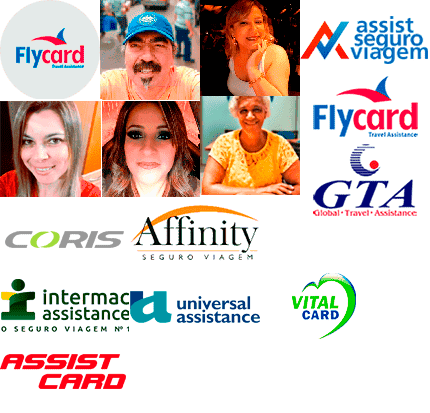 Flycard
Travel Assistance
assist
seguro
viagem
Flycard
Travel Assistance
GTA
Global · Travel · Assistance
CORIS
Affinity
SEGURO VIAGEM
intermac
assistance
O SEGURO VIAGEM Nº1
universal
assistance
VITAL
CARD
ASSIST
CARD